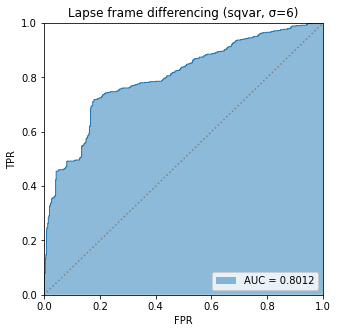 Lapse frame differencing (sqvar, σ=6)
1.0
0.8
0.6
0.4
0.2
0.0
TPR
0.0 0.2 0.4 0.6 0.8 1.0
FPR
AUC = 0.8012